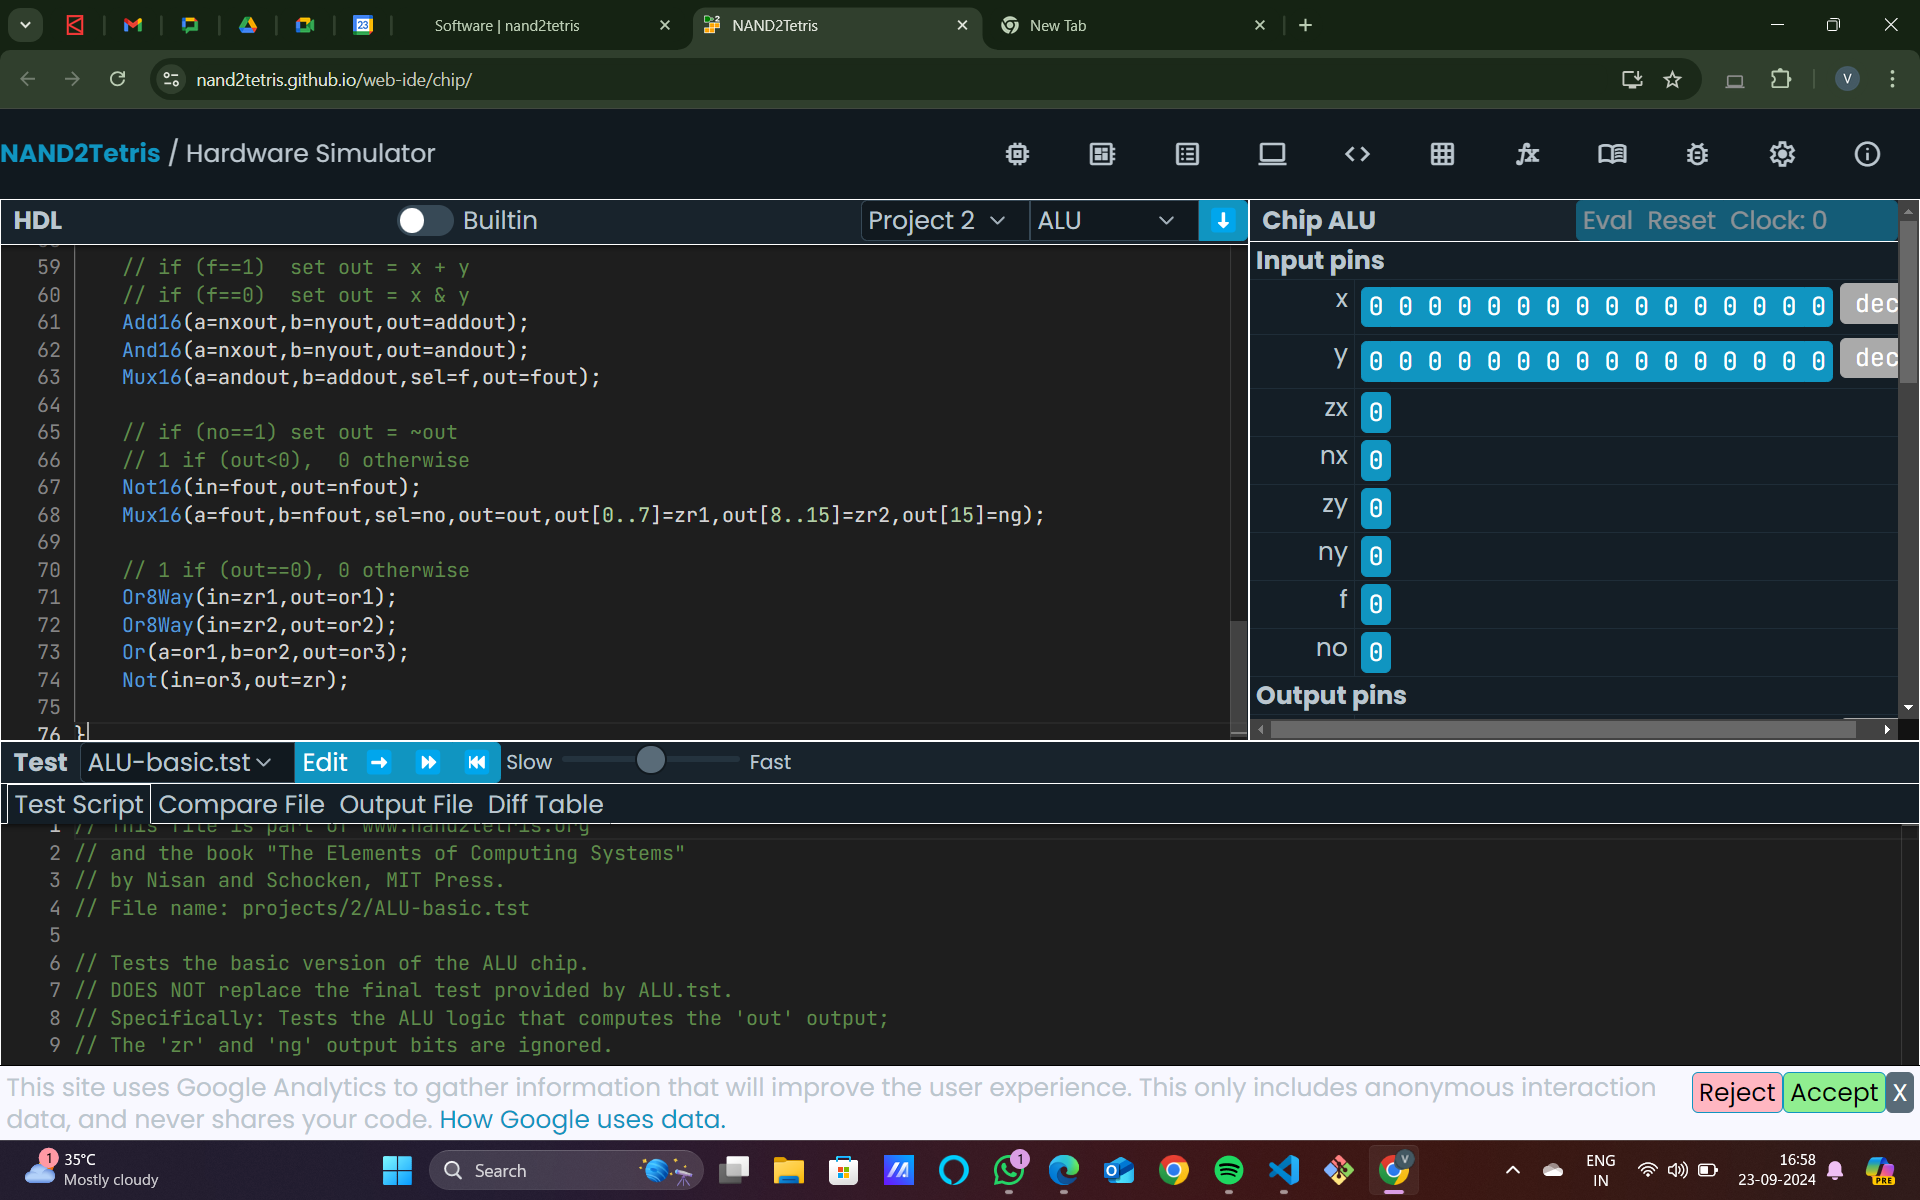 Software | nand2tetris
NAND2Tetris
New Tab
nand2tetris.github.io/web-ide/chip/
V
NAND2Tetris / Hardware Simulator
HDL
Builtin
Project 2
ALU
Chip ALU
Eval Reset Clock: 0
59 // if (f==1)  set out = x + y
60 // if (f==0)  set out = x & y
61 Add16(a=nxout,b=nyout,out=addout);
62 And16(a=nxout,b=nyout,out=andout);
63 Mux16(a=andout,b=addout,sel=f,out=fout);
64
65 // if (no==1) set out = ~out
66 // 1 if (out<0),  0 otherwise
67 Not16(in=fout,out=nfout);
68 Mux16(a=fout,b=nfout,sel=no,out=out,out[0..7]=zr1,out[8..15]=zr2,out[15]=ng);
69
70 // 1 if (out==0), 0 otherwise
71 Or8Way(in=zr1,out=or1);
72 Or8Way(in=zr2,out=or2);
73 Or(a=or1,b=or2,out=or3);
74 Not(in=or3,out=zr);
75
76 }
Input pins
x 0 0 0 0 0 0 0 0 0 0 0 0 0 0 0 0 dec
y 0 0 0 0 0 0 0 0 0 0 0 0 0 0 0 0 dec
zx 0
nx 0
zy 0
ny 0
f 0
no 0
Output pins
Test ALU-basic.tst Edit Slow Fast
Test Script Compare File Output File Diff Table
1 // This file is part of www.nand2tetris.org
2 // and the book "The Elements of Computing Systems"
3 // by Nisan and Schocken, MIT Press.
4 // File name: projects/2/ALU-basic.tst
5
6 // Tests the basic version of the ALU chip.
7 // DOES NOT replace the final test provided by ALU.tst.
8 // Specifically: Tests the ALU logic that computes the 'out' output;
9 // The 'zr' and 'ng' output bits are ignored.
This site uses Google Analytics to gather information that will improve the user experience. This only includes anonymous interaction
data, and never shares your code. How Google uses data.
Reject Accept X
1
35°C
Mostly cloudy
Search
1
V
ENG
IN
16:58
23-09-2024
PRE
23